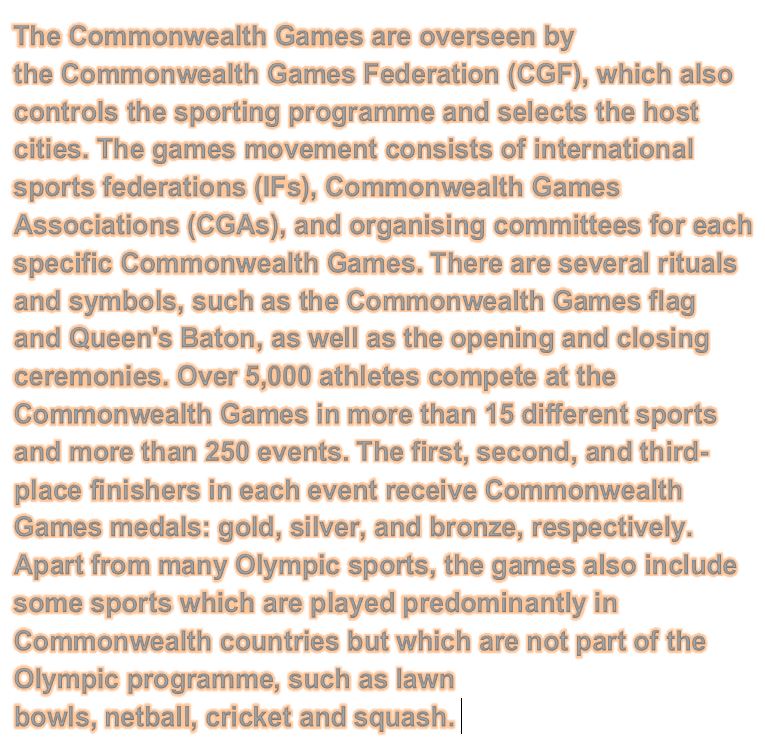 The Commonwealth Games are overseen by
the Commonwealth Games Federation (CGF), which also
controls the sporting programme and selects the host
cities. The games movement consists of international
sports federations (IFs), Commonwealth Games
Associations (CGAs), and organising committees for each
specific Commonwealth Games. There are several rituals
and symbols, such as the Commonwealth Games flag
and Queen's Baton, as well as the opening and closing
ceremonies. Over 5,000 athletes compete at the
Commonwealth Games in more than 15 different sports
and more than 250 events. The first, second, and third-
place finishers in each event receive Commonwealth
Games medals: gold, silver, and bronze, respectively.
Apart from many Olympic sports, the games also include
some sports which are played predominantly in
Commonwealth countries but which are not part of the
Olympic programme, such as lawn
bowls, netball, cricket and squash.